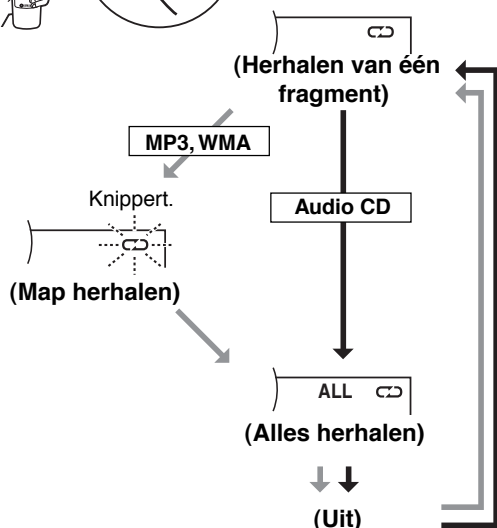 (Herhalen van één
fragment)
MP3, WMA
Knippert.
Audio CD
(Map herhalen)
ALL
(Alles herhalen)
(Uit)